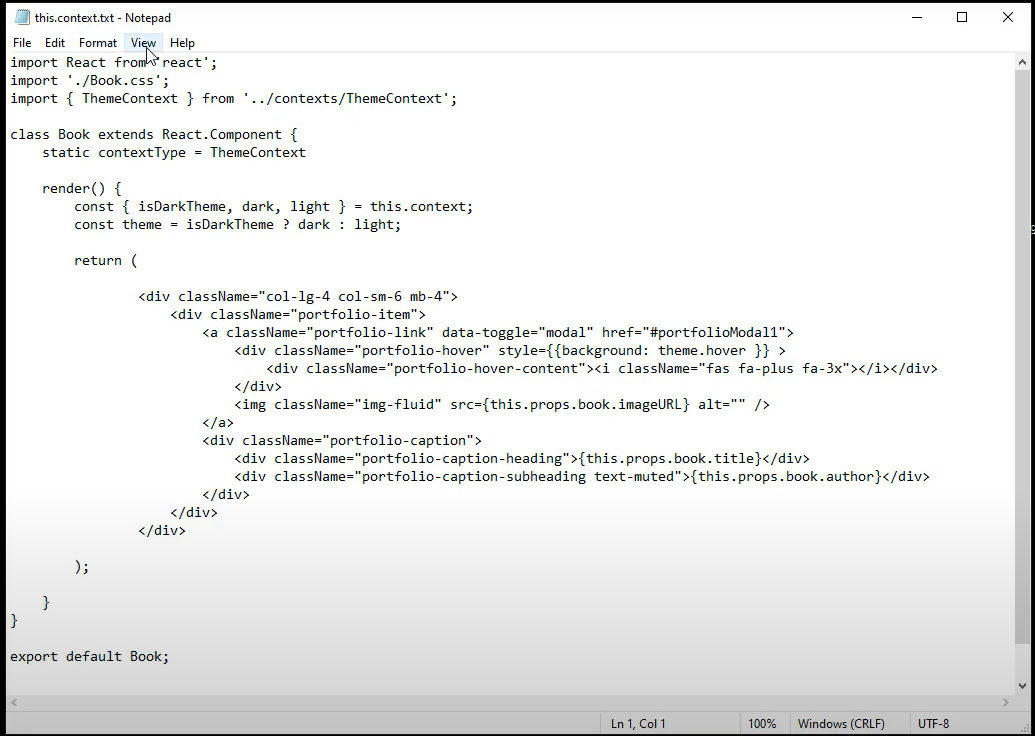 this.context.txt - Notepad
File Edit Format View Help
import React from 'react';
import './Book.css';
import { ThemeContext } from '../contexts/ThemeContext';
class Book extends React.Component {
    static contextType = ThemeContext
    render() {
        const { isDarkTheme, dark, light } = this.context;
        const theme = isDarkTheme ? dark : light;
        return (
                <div className="col-lg-4 col-sm-6 mb-4">
                    <div className="portfolio-item">
                        <a className="portfolio-link" data-toggle="modal" href="#portfolioModal1">
                            <div className="portfolio-hover" style={{background: theme.hover }} >
                                <div className="portfolio-hover-content"><i className="fas fa-plus fa-3x"></i></div>
                            </div>
                            <img className="img-fluid" src={this.props.book.imageURL} alt="" />
                        </a>
                        <div className="portfolio-caption">
                            <div className="portfolio-caption-heading">{this.props.book.title}</div>
                            <div className="portfolio-caption-subheading text-muted">{this.props.book.author}</div>
                        </div>
                    </div>
                </div>
        );
    }
}
export default Book;
Ln 1, Col 1 100% Windows (CRLF) UTF-8